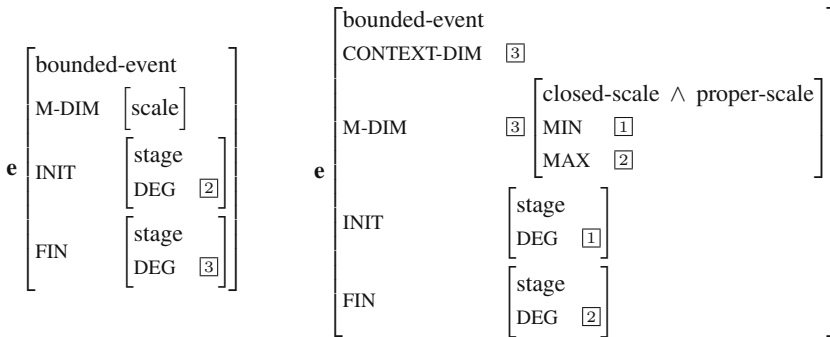 e
bounded-event
M-DIM [scale]
INIT
stage
DEG 2
FIN
stage
DEG 3
e
bounded-event
CONTEXT-DIM 3
M-DIM 3
closed-scale ∧ proper-scale
MIN 1
MAX 2
INIT
stage
DEG 1
FIN
stage
DEG 2